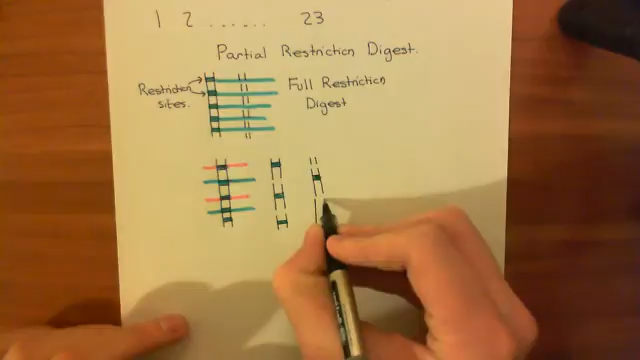 1 2 ...... 23
Partial Restriction Digest.
Restriction
sites.
Full Restriction
Digest